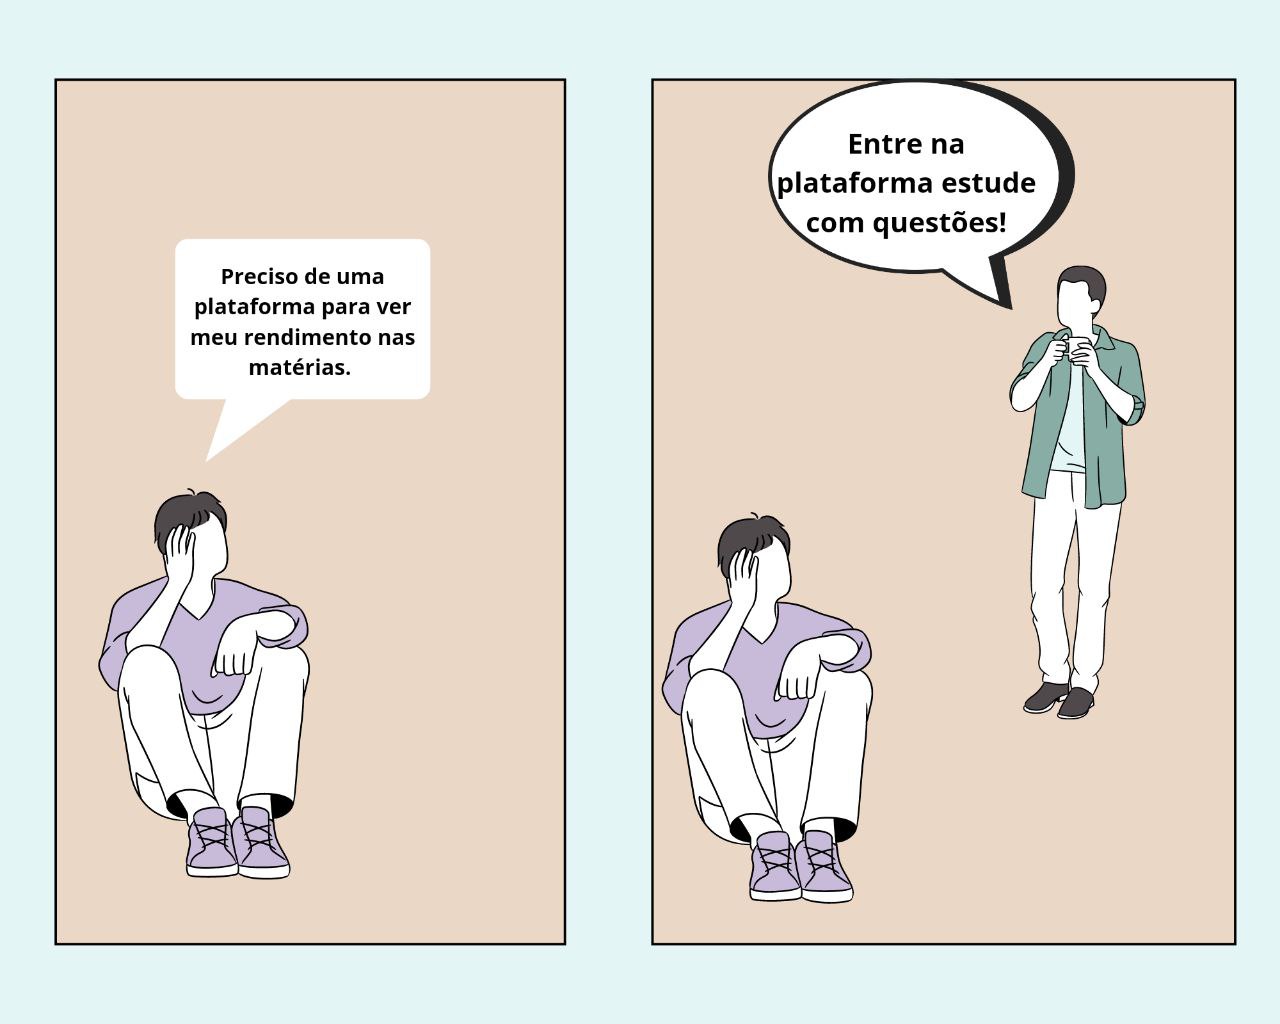 Preciso de uma
plataforma para ver
meu rendimento nas
matérias.
Entre na
plataforma estude
com questões!